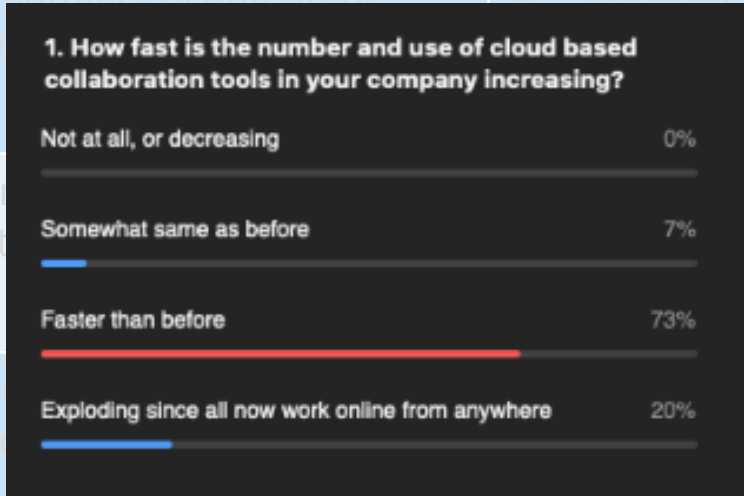 1. How fast is the number and use of cloud based
collaboration tools in your company increasing?
Not at all, or decreasing 0%
Somewhat same as before 7%
Faster than before 73%
Exploding since all now work online from anywhere 20%